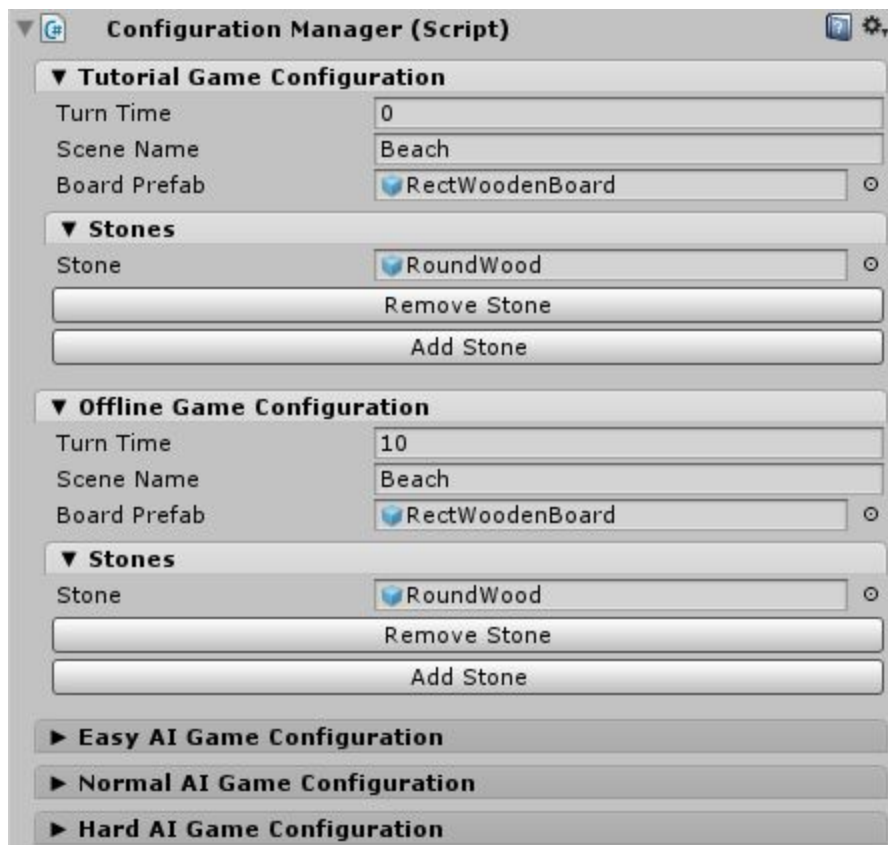 Configuration Manager (Script)
▼ Tutorial Game Configuration
Turn Time 0
Scene Name Beach
Board Prefab RectWoodenBoard
▼ Stones
Stone RoundWood
Remove Stone
Add Stone
▼ Offline Game Configuration
Turn Time 10
Scene Name Beach
Board Prefab RectWoodenBoard
▼ Stones
Stone RoundWood
Remove Stone
Add Stone
► Easy AI Game Configuration
► Normal AI Game Configuration
► Hard AI Game Configuration